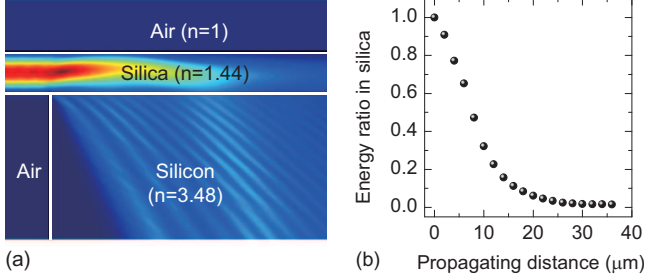 Air (n=1)
Silica (n=1.44)
Air
Silicon
(n=3.48)
(a)
Energy ratio in silica
1.0
0.8
0.6
0.4
0.2
0.0
0 10 20 30 40
(b) Propagating distance (μm)